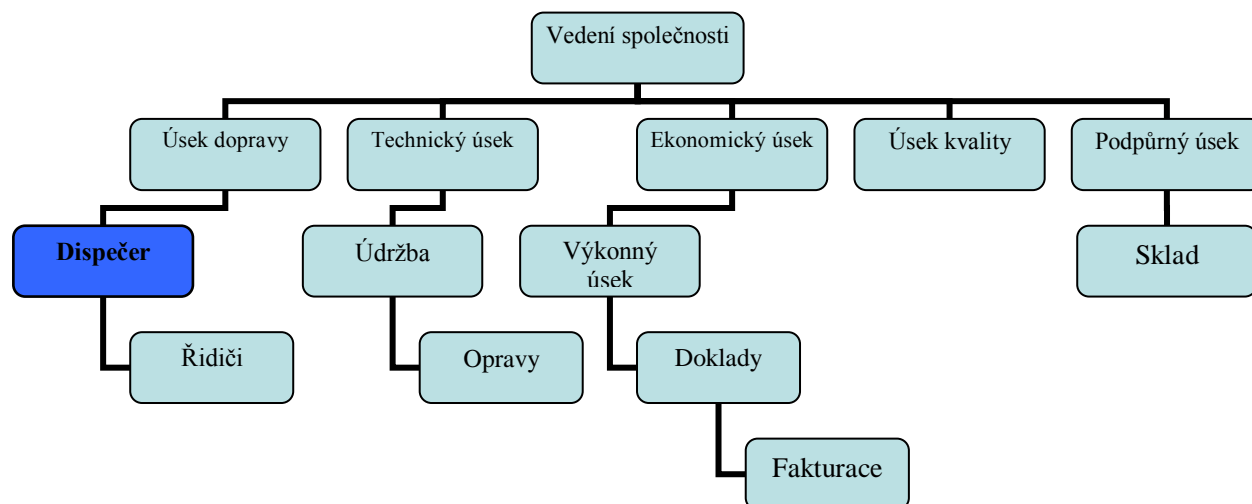 Vedení společnosti
Úsek dopravy
Technický úsek
Ekonomický úsek
Úsek kvality
Podpůrný úsek
Dispečer
Údržba
Výkonný
úsek
Sklad
Řidiči
Opravy
Doklady
Fakturace